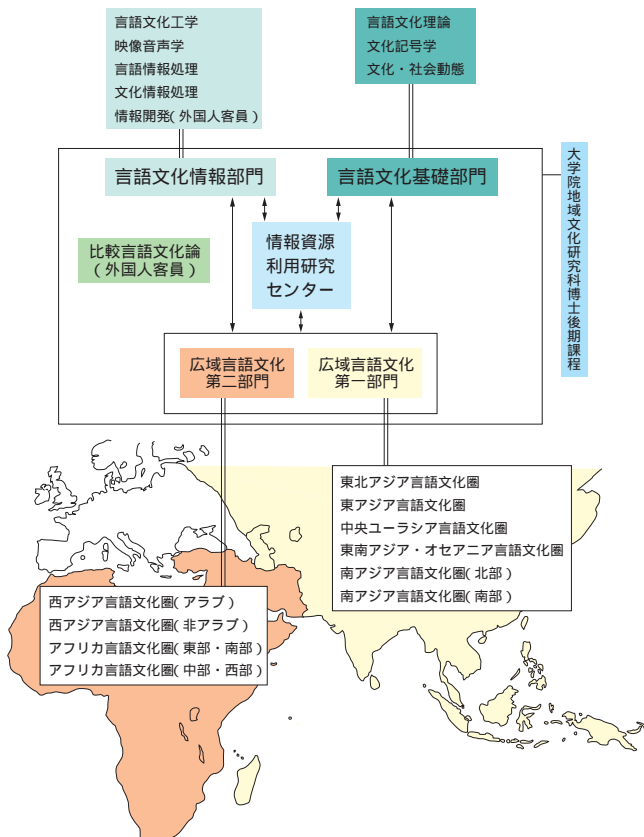 言語文化工学
映像音声学
言語情報処理
文化情報処理
情報開発(外国人客員)
言語文化理論
文化記号学
文化・社会動態
言語文化情報部門
言語文化基礎部門
大学院地域文化研究科博士後期課程
比較言語文化論
(外国人客員)
情報資源
利用研究
センター
広域言語文化
第二部門
広域言語文化
第一部門
東北アジア言語文化圏
東アジア言語文化圏
中央ユーラシア言語文化圏
東南アジア・オセアニア言語文化圏
南アジア言語文化圏(北部)
南アジア言語文化圏(南部)
西アジア言語文化圏(アラブ)
西アジア言語文化圏(非アラブ)
アフリカ言語文化圏(東部・南部)
アフリカ言語文化圏(中部・西部)